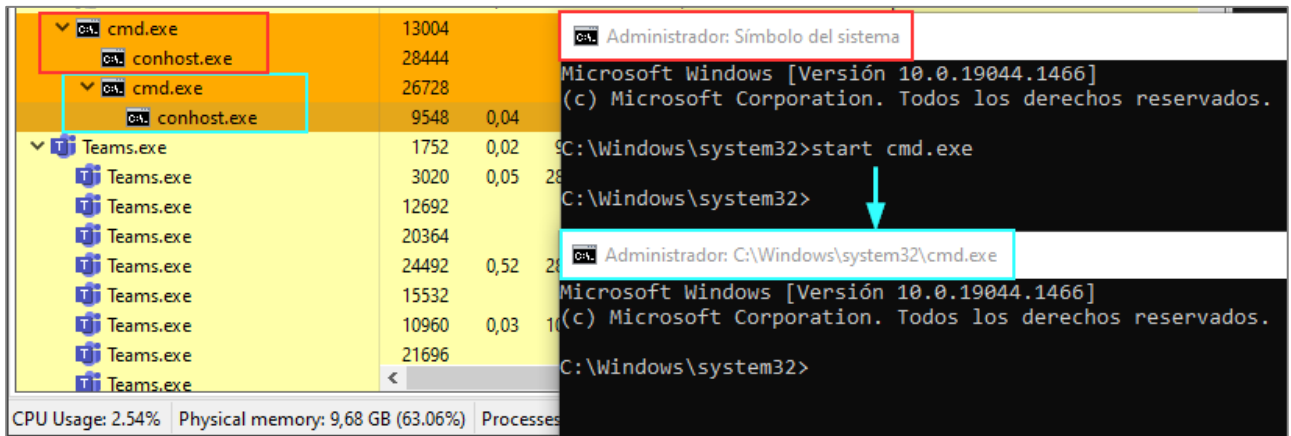 cmd.exe 13004
conhost.exe 28444
cmd.exe 26728
conhost.exe 9548 0,04
Teams.exe 1752 0,02 9
Teams.exe 3020 0,05 28
Teams.exe 12692
Teams.exe 20364
Teams.exe 24492 0,52 28
Teams.exe 15532
Teams.exe 10960 0,03 10
Teams.exe 21696
Teams.exe
CPU Usage: 2.54% Physical memory: 9,68 GB (63.06%) Processes
Administrador: Símbolo del sistema
Microsoft Windows [Versión 10.0.19044.1466]
(c) Microsoft Corporation. Todos los derechos reservados.
C:\Windows\system32>start cmd.exe
C:\Windows\system32>
Administrador: C:\Windows\system32\cmd.exe
Microsoft Windows [Versión 10.0.19044.1466]
(c) Microsoft Corporation. Todos los derechos reservados.
C:\Windows\system32>